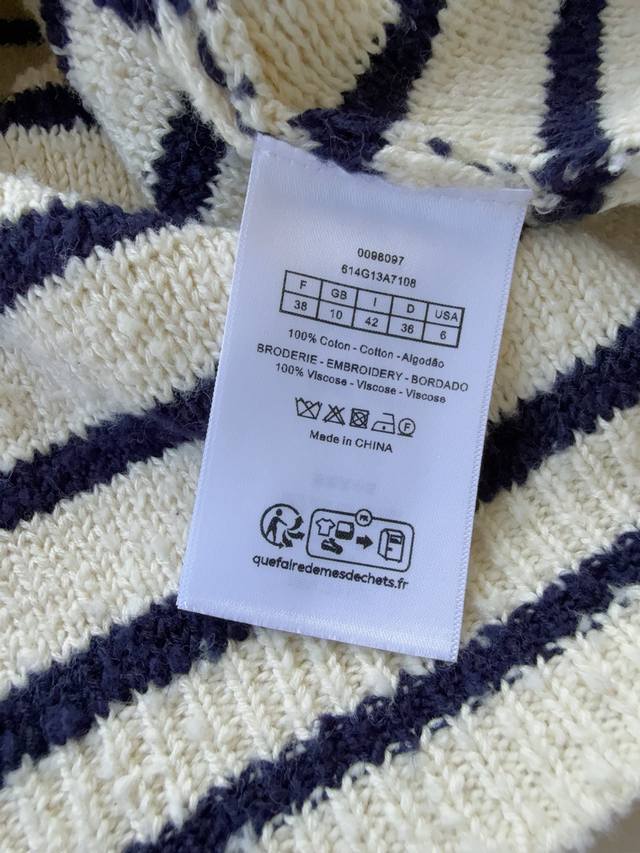 0098097
614G13A7108
F GB I D USA
38 10 42 36 6
100% Coton - Cotton - Algodão
BRODERIE - EMBROIDERY - BORDADO
100% Viscose - Viscose - Viscose
F
Made in CHINA
FR
quefairedemesdechets.fr